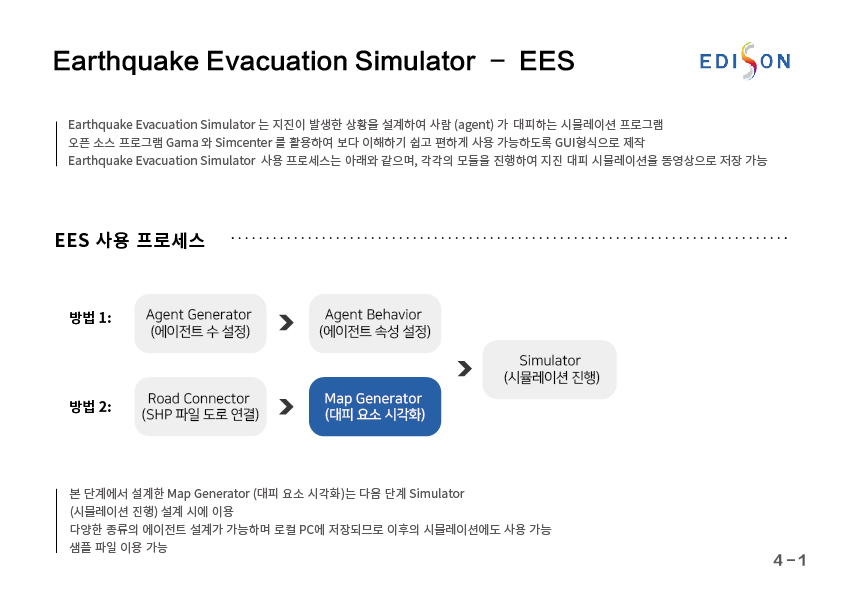 Earthquake Evacuation Simulator － EES
EDISON
Earthquake Evacuation Simulator 는 지진이 발생한 상황을 설계하여 사람 (agent) 가 대피하는 시뮬레이션 프로그램
오픈 소스 프로그램 Gama 와 Simcenter 를 활용하여 보다 이해하기 쉽고 편하게 사용 가능하도록 GUI형식으로 제작
Earthquake Evacuation Simulator 사용 프로세스는 아래와 같으며, 각각의 모듈을 진행하여 지진 대피 시뮬레이션을 동영상으로 저장 가능
EES 사용 프로세스
방법 1:
Agent Generator
(에이전트 수 설정)
Agent Behavior
(에이전트 속성 설정)
Simulator
(시뮬레이션 진행)
방법 2:
Road Connector
(SHP 파일 도로 연결)
Map Generator
(대피 요소 시각화)
본 단계에서 설계한 Map Generator (대피 요소 시각화)는 다음 단계 Simulator
(시뮬레이션 진행) 설계 시에 이용
다양한 종류의 에이전트 설계가 가능하며 로컬 PC에 저장되므로 이후의 시뮬레이션에도 사용 가능
샘플 파일 이용 가능
4－1